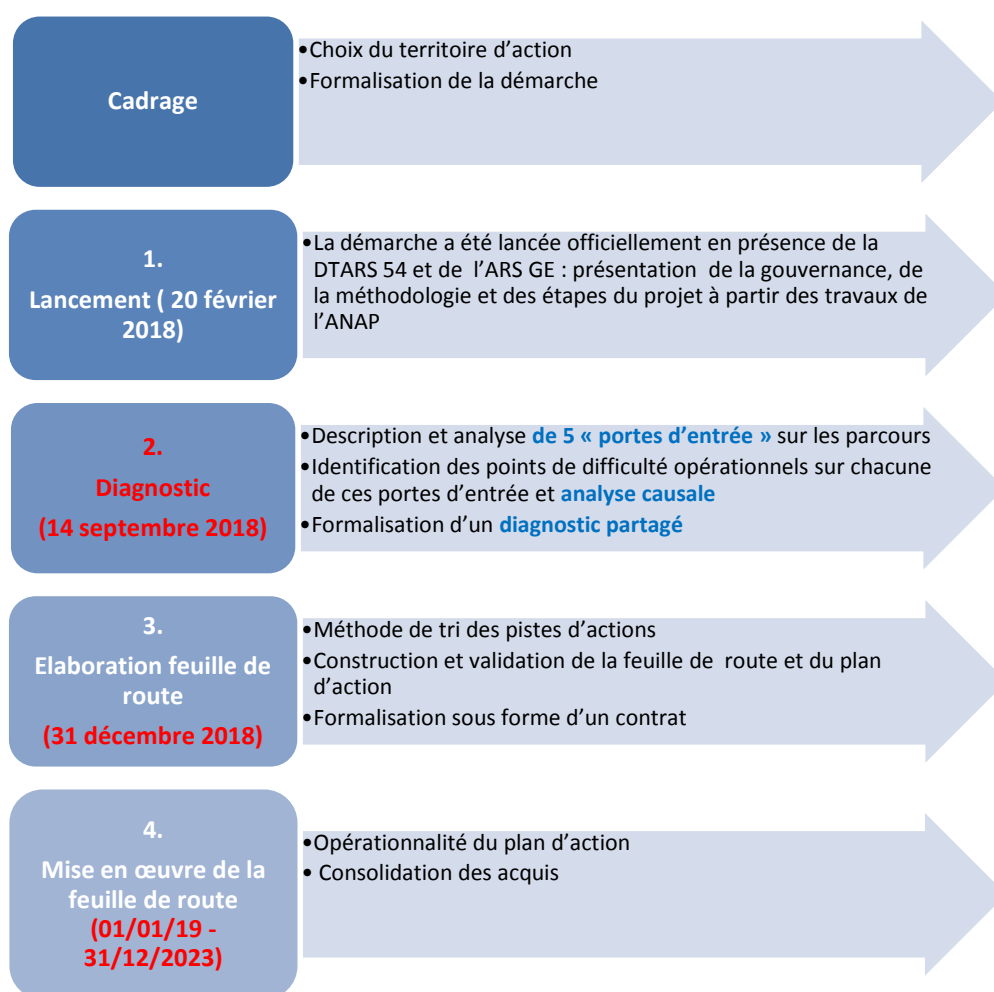 Cadrage
•Choix du territoire d'action
•Formalisation de la démarche
1.
Lancement ( 20 février
2018)
•La démarche a été lancée officiellement en présence de la
DTARS 54 et de l'ARS GE : présentation de la gouvernance, de
la méthodologie et des étapes du projet à partir des travaux de
l'ANAP
2.
Diagnostic
(14 septembre 2018)
•Description et analyse de 5 « portes d'entrée » sur les parcours
•Identification des points de difficulté opérationnels sur chacune
de ces portes d'entrée et analyse causale
•Formalisation d'un diagnostic partagé
3.
Elaboration feuille de
route
(31 décembre 2018)
•Méthode de tri des pistes d'actions
•Construction et validation de la feuille de route et du plan
d'action
•Formalisation sous forme d'un contrat
4.
Mise en œuvre de la
feuille de route
(01/01/19 -
31/12/2023)
•Opérationnalité du plan d'action
• Consolidation des acquis